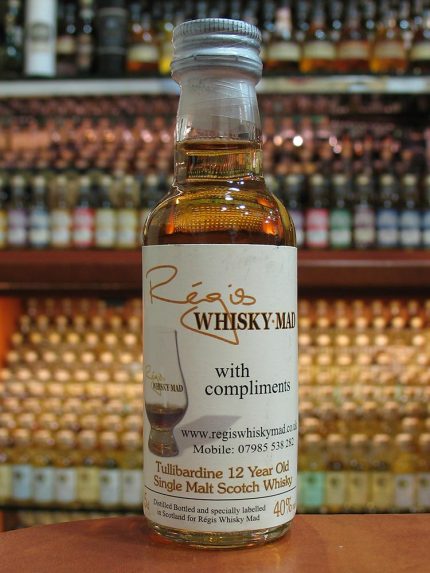 Régis
WHISKY·MAD
Régis
WHISKY·MAD
with
compliments
www.regiswhiskymad.co.uk
Mobile: 07985 538 282
Tullibardine 12 Year Old
Single Malt Scotch Whisky
Distilled Bottled and specially labelled
in Scotland for Régis Whisky Mad
40%